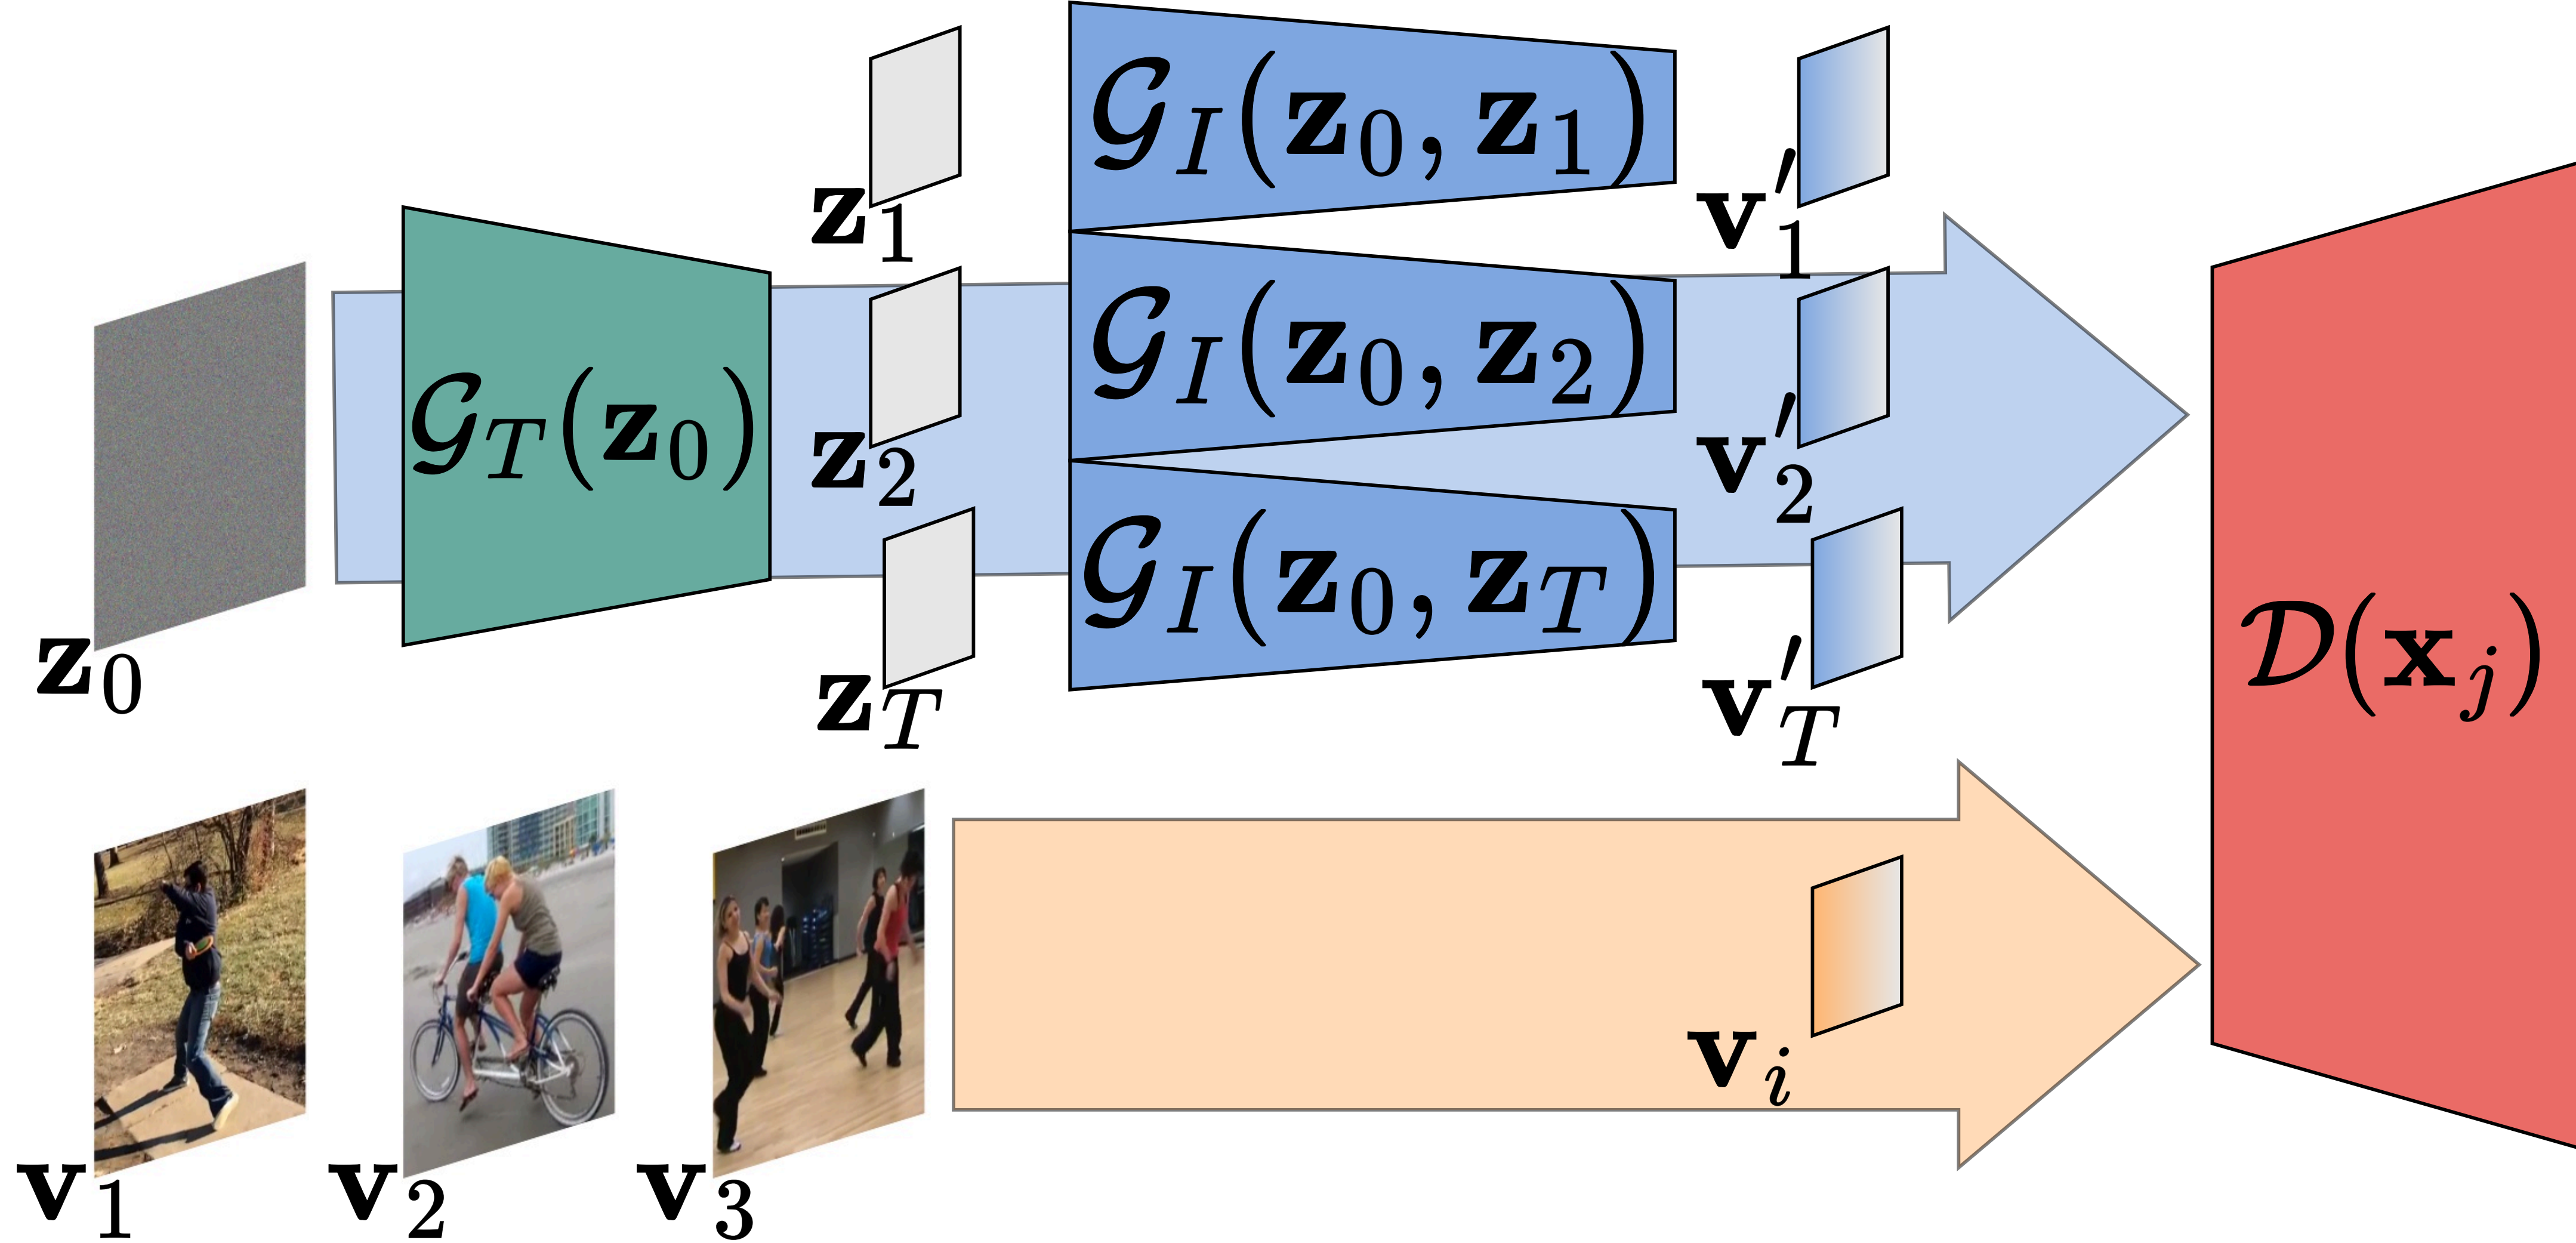 𝒢_I(𝐳_0, 𝐳_1)
𝐳_1
𝐯′_1
𝒢_T(𝐳_0)
𝒢_I(𝐳_0, 𝐳_2)
𝐳_2
𝐯′_2
𝒢_I(𝐳_0, 𝐳_T)
𝐳_0
𝐳_T
𝐯′_T
𝒟(𝐱_j)
𝐯_i
𝐯_1
𝐯_2
𝐯_3